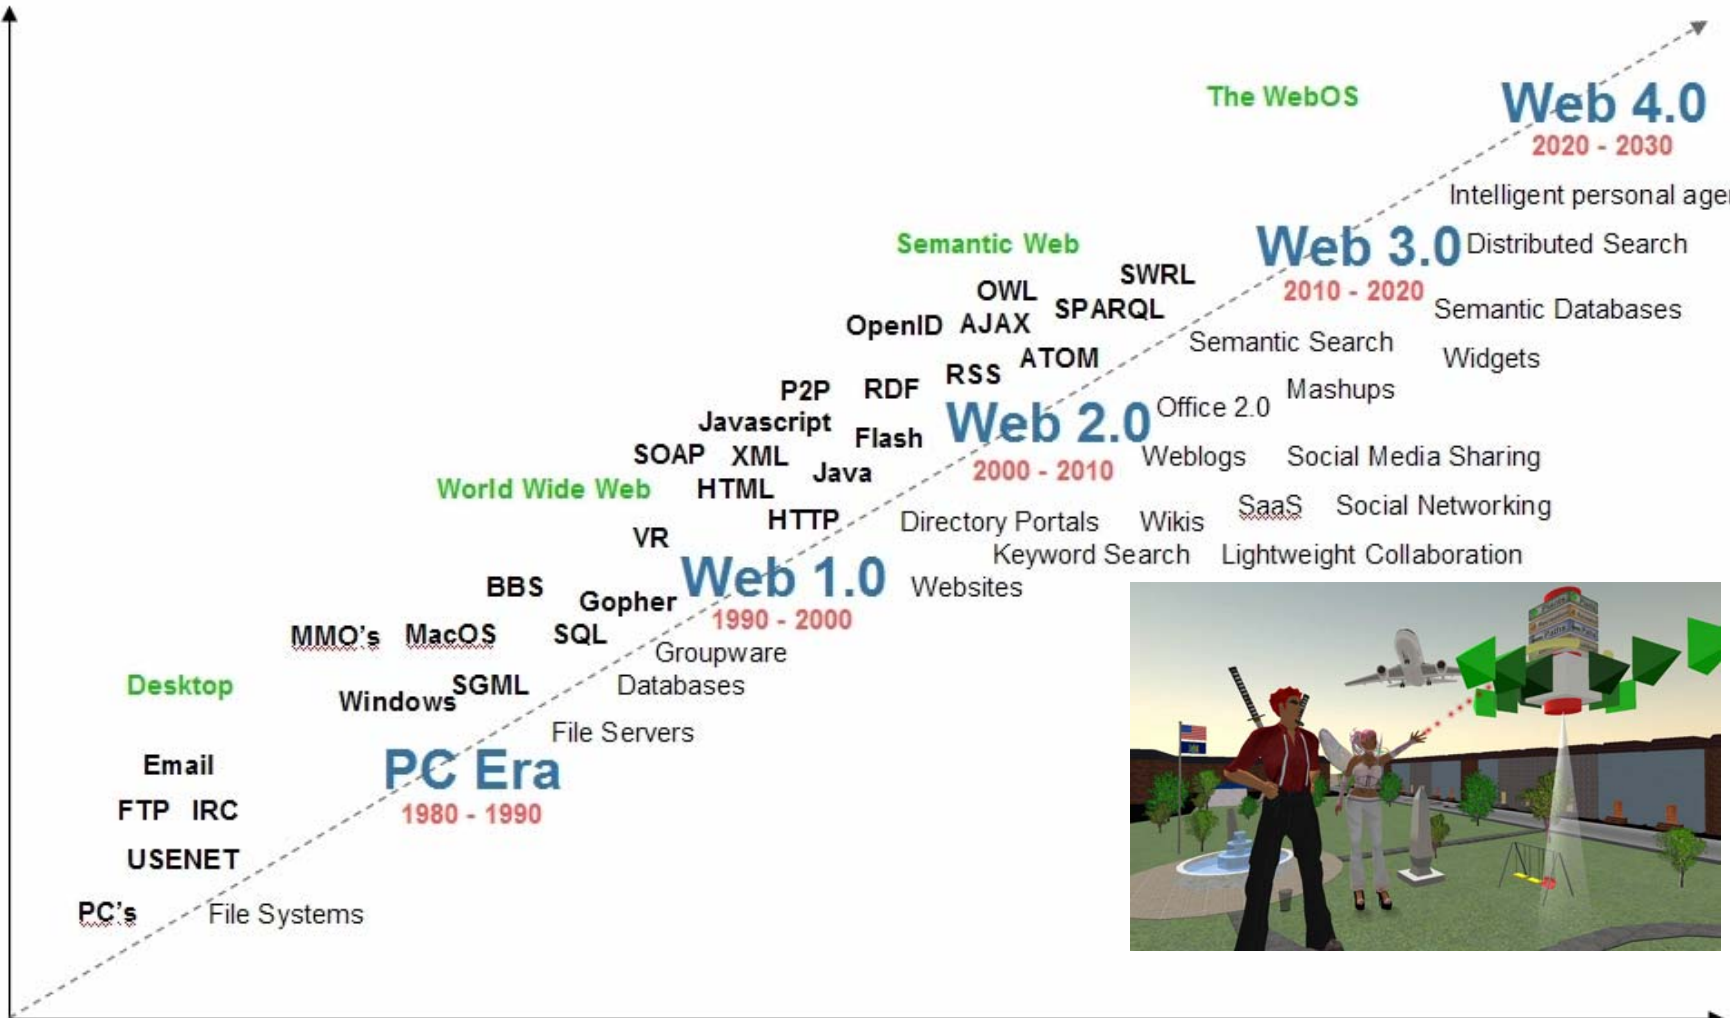 The WebOS
Web 4.0
2020 - 2030
Intelligent personal age
Semantic Web
Web 3.0
Distributed Search
2010 - 2020
SWRL
OWL
SPARQL
Semantic Databases
OpenID
AJAX
Semantic Search
ATOM
Widgets
RSS
P2P
RDF
Mashups
Web 2.0
Office 2.0
Javascript
Flash
2000 - 2010
Weblogs
Social Media Sharing
SOAP
XML
Java
World Wide Web
HTML
SaaS
Social Networking
HTTP
Directory Portals
Wikis
VR
Keyword Search
Lightweight Collaboration
Web 1.0
Websites
1990 - 2000
BBS
Gopher
MMO's
MacOS
SQL
Groupware
Desktop
Windows
SGML
Databases
File Servers
PC Era
1980 - 1990
Email
FTP
IRC
USENET
PC's
File Systems